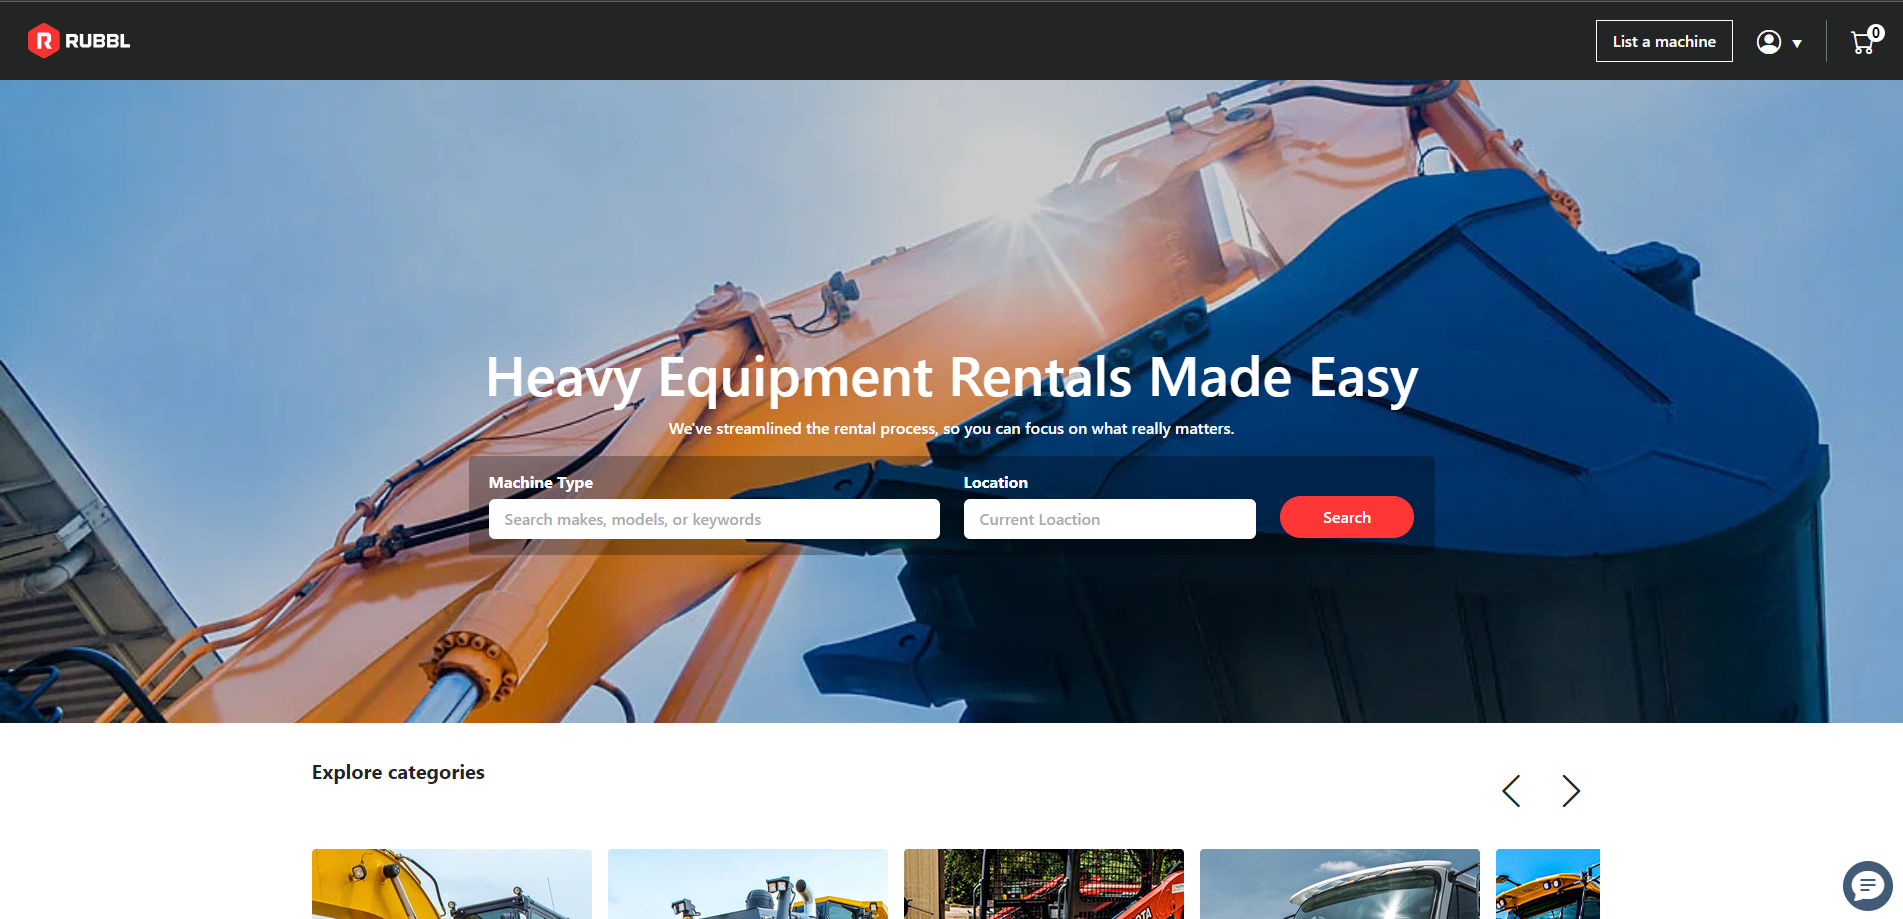 RUBBL
List a machine
0
Heavy Equipment Rentals Made Easy
We've streamlined the rental process, so you can focus on what really matters.
Machine Type
Location
Search makes, models, or keywords
Current Loaction
Search
Explore categories